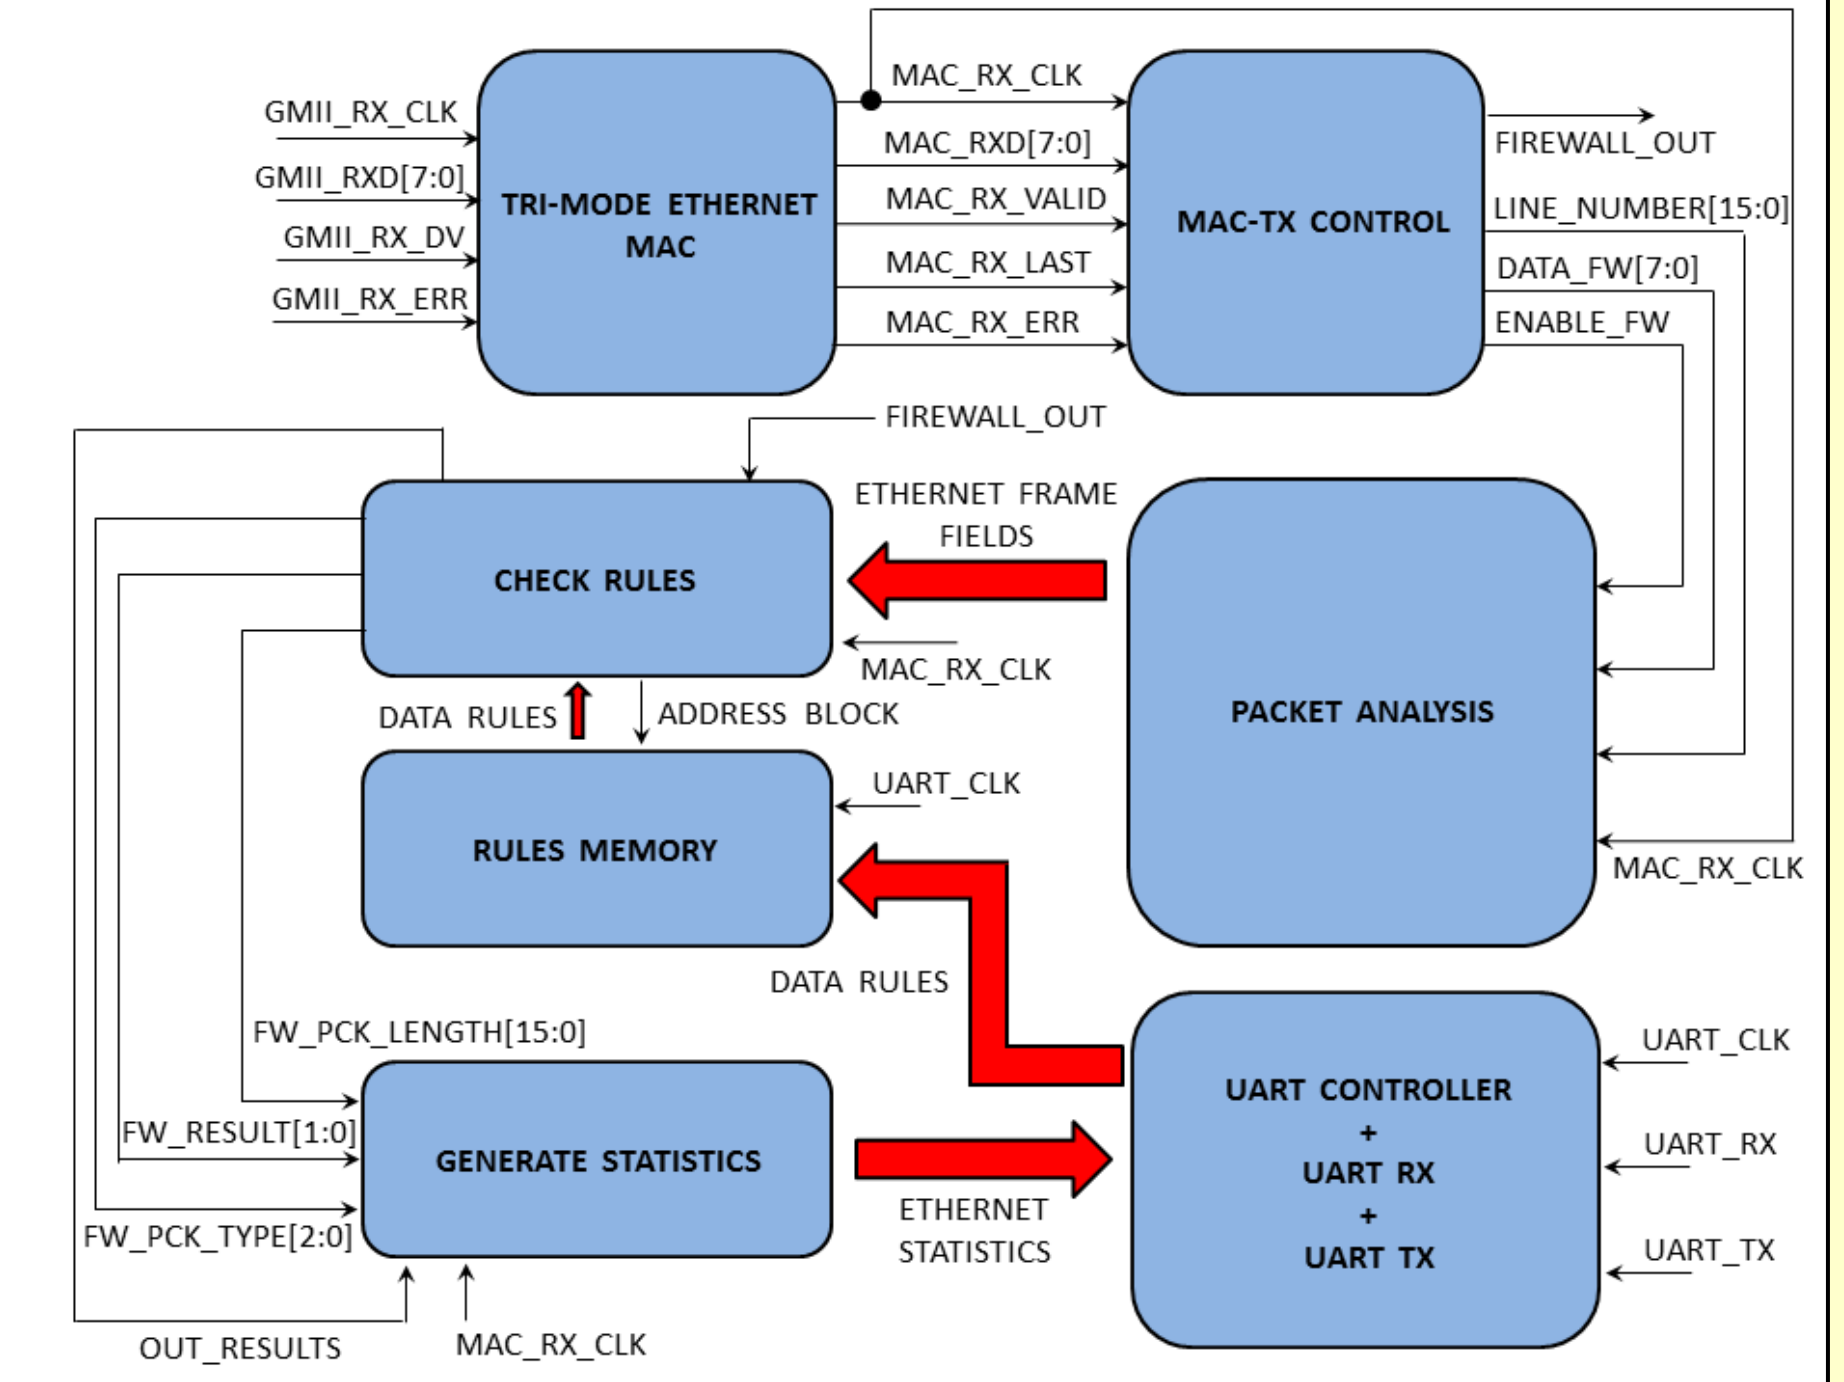 GMII_RX_CLK
GMII_RXD[7:0]
GMII_RX_DV
GMII_RX_ERR
TRI-MODE ETHERNET
MAC
MAC_RX_CLK
MAC_RXD[7:0]
MAC_RX_VALID
MAC_RX_LAST
MAC_RX_ERR
MAC-TX CONTROL
FIREWALL_OUT
LINE_NUMBER[15:0]
DATA_FW[7:0]
ENABLE_FW
FIREWALL_OUT
ETHERNET FRAME
FIELDS
CHECK RULES
MAC_RX_CLK
PACKET ANALYSIS
MAC_RX_CLK
DATA RULES
ADDRESS BLOCK
UART_CLK
RULES MEMORY
DATA RULES
FW_PCK_LENGTH[15:0]
FW_RESULT[1:0]
FW_PCK_TYPE[2:0]
GENERATE STATISTICS
ETHERNET
STATISTICS
OUT_RESULTS
MAC_RX_CLK
UART CONTROLLER
+
UART RX
+
UART TX
UART_CLK
UART_RX
UART_TX